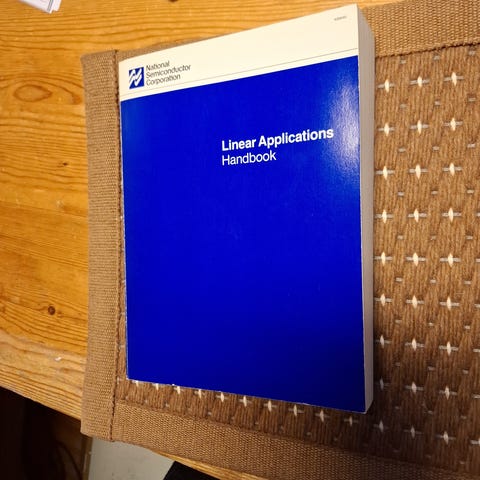 National
Semiconductor
Corporation
Linear Applications
Handbook